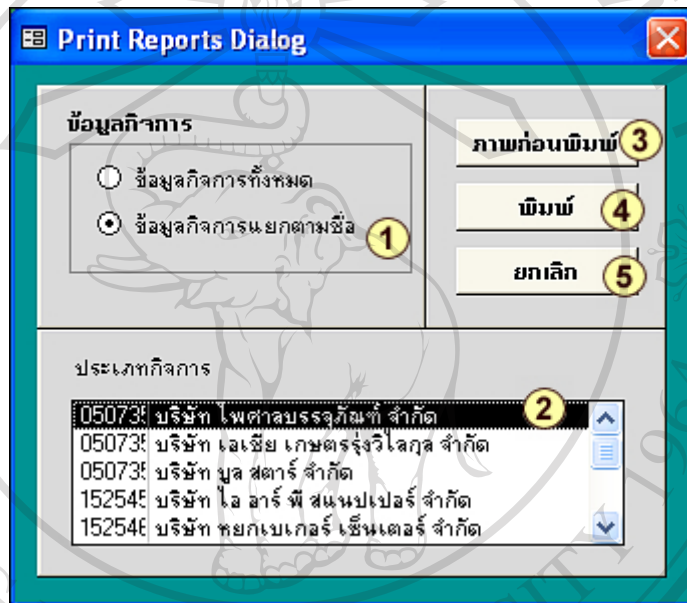 Print Reports Dialog
ข้อมูลกิจการ
ข้อมูลกิจการทั้งหมด
ข้อมูลกิจการแยกตามชื่อ 1
ภาพก่อนพิมพ์ 3
พิมพ์ 4
ยกเลิก 5
ประเภทกิจการ
2
05073 บริษัท ไพศาลบรรจุภัณฑ์ จำกัด
05073 บริษัท เอเชีย เกษตรรุ่งวิไลกุล จำกัด
05073 บริษัท บูล สตาร์ จำกัด
152545 บริษัท ไอ อาร์ พี สแนปเปอร์ จำกัด
152546 บริษัท หยกเบเกอร์ เซ็นเตอร์ จำกัด